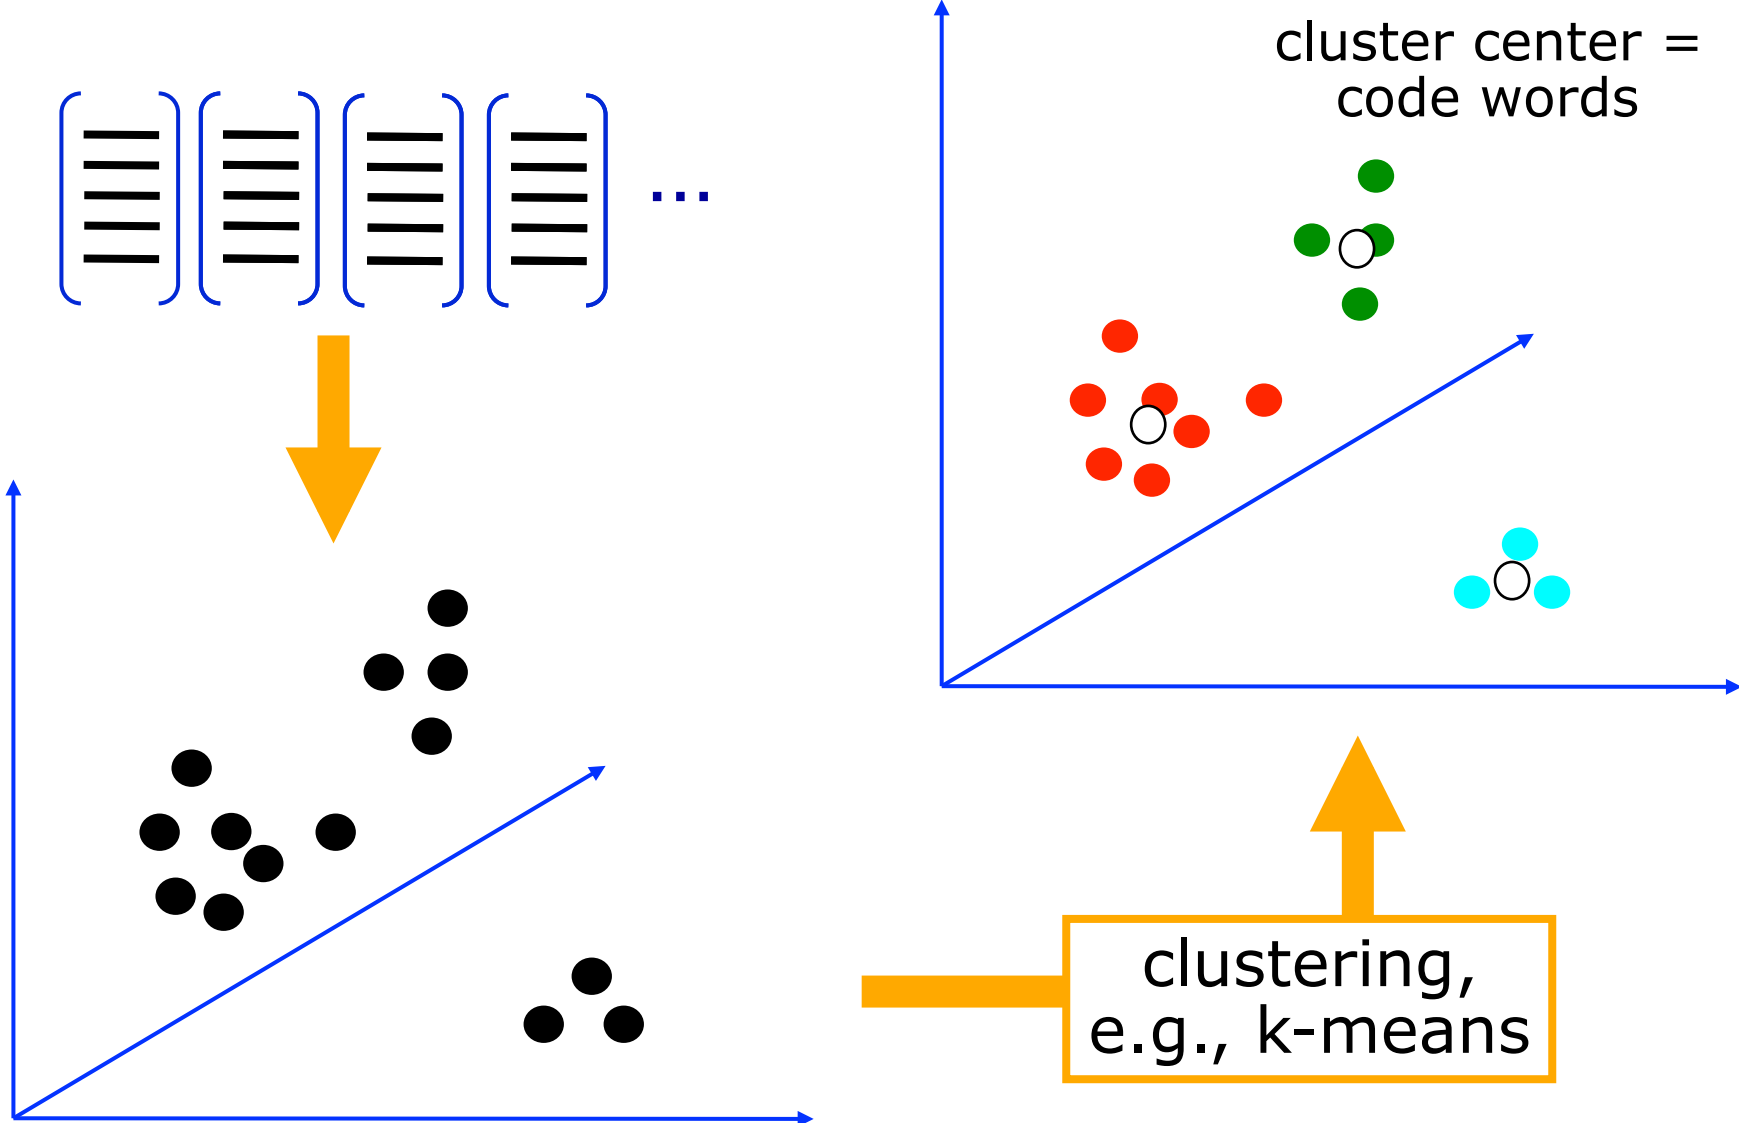 cluster center =
code words
...
clustering,
e.g., k-means